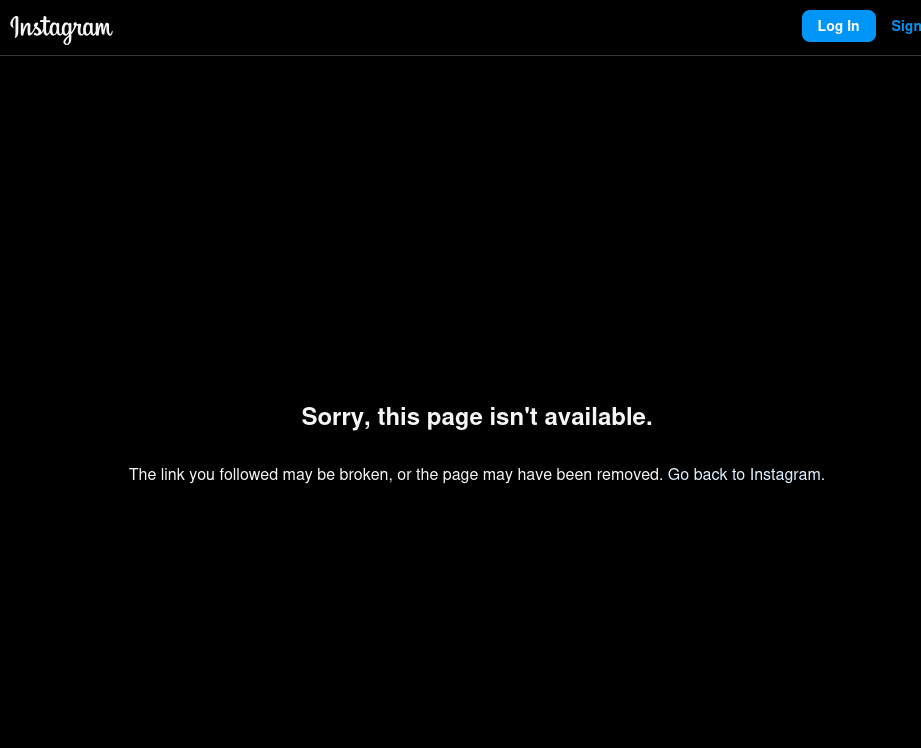 Instagram
Log In
Sign
Sorry, this page isn't available.
The link you followed may be broken, or the page may have been removed. Go back to Instagram.